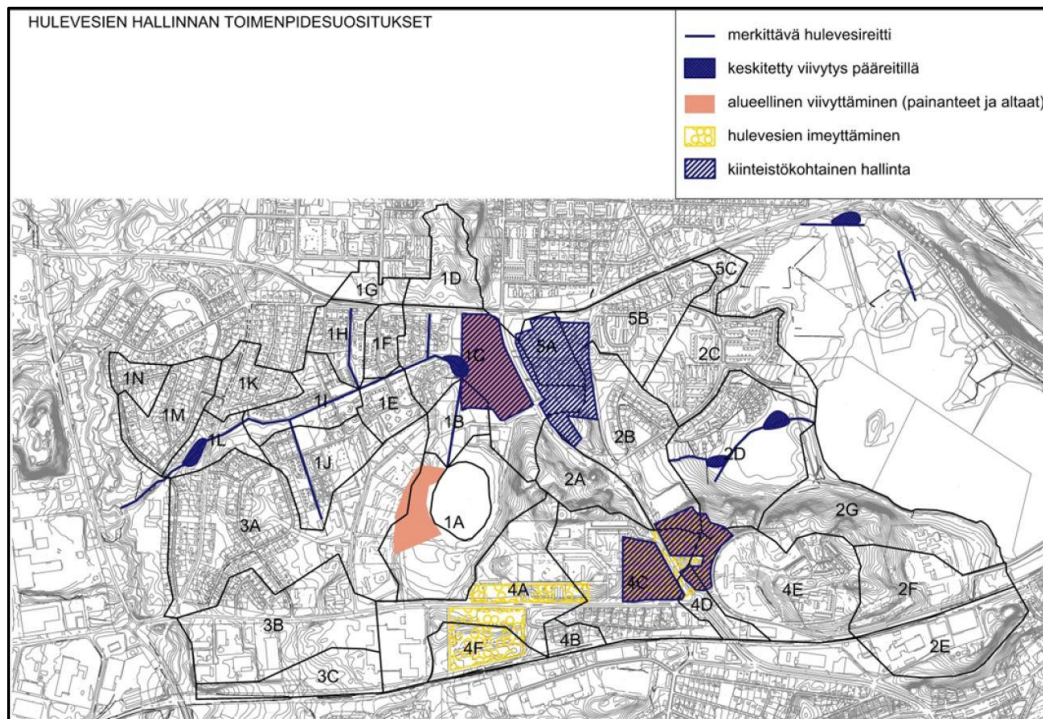 HULEVESIEN HALLINNAN TOIMENPIDESUOSITUKSET
merkittävä hulevesireitti
keskitetty viivytys pääreitillä
alueellinen viivyttäminen (painanteet ja altaat)
hulevesien imeyttäminen
kiinteistökohtainen hallinta
1D
5C
1G
5B
1H
1F
1C
5A
2C
1N
1K
1M
1I
1E
1B
2B
1L
2D
1J
2A
3A
1A
2G
4A
4C
4E
2F
4D
3B
4F
4B
2E
3C